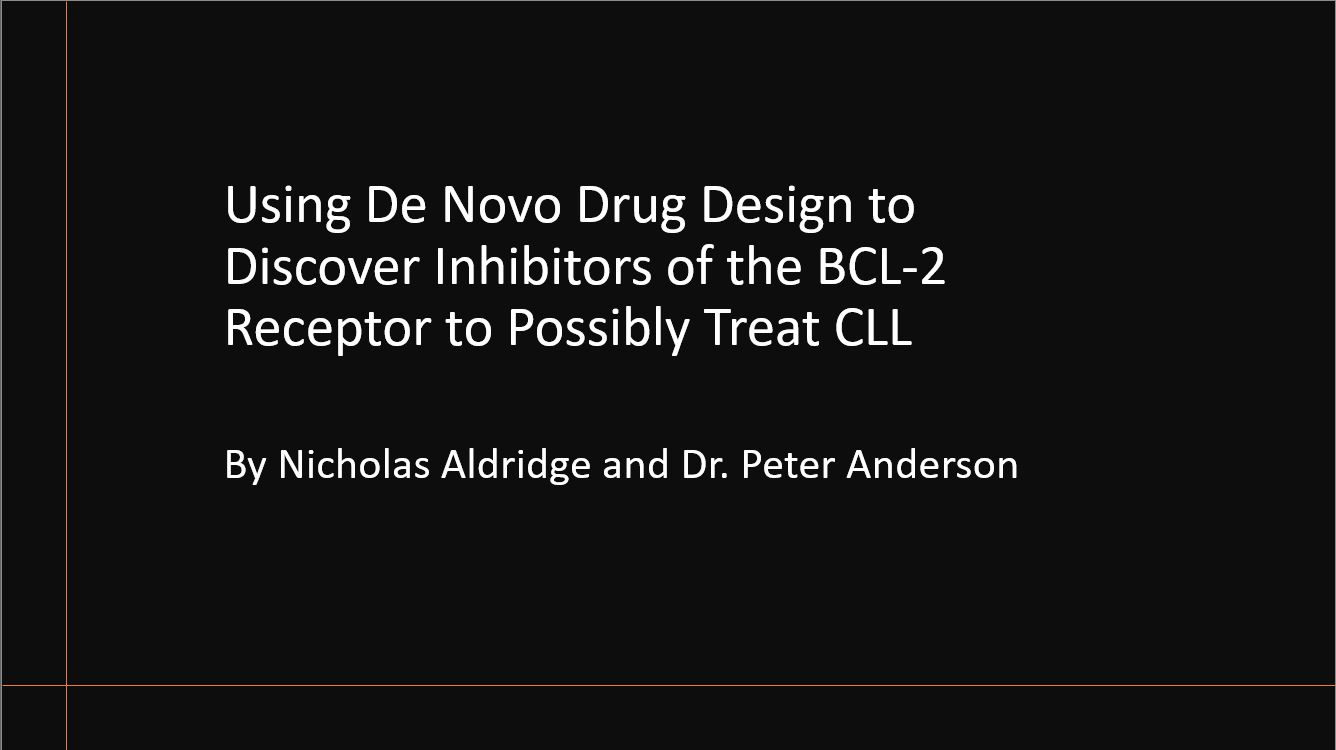 Using De Novo Drug Design to
Discover Inhibitors of the BCL-2
Receptor to Possibly Treat CLL
By Nicholas Aldridge and Dr. Peter Anderson